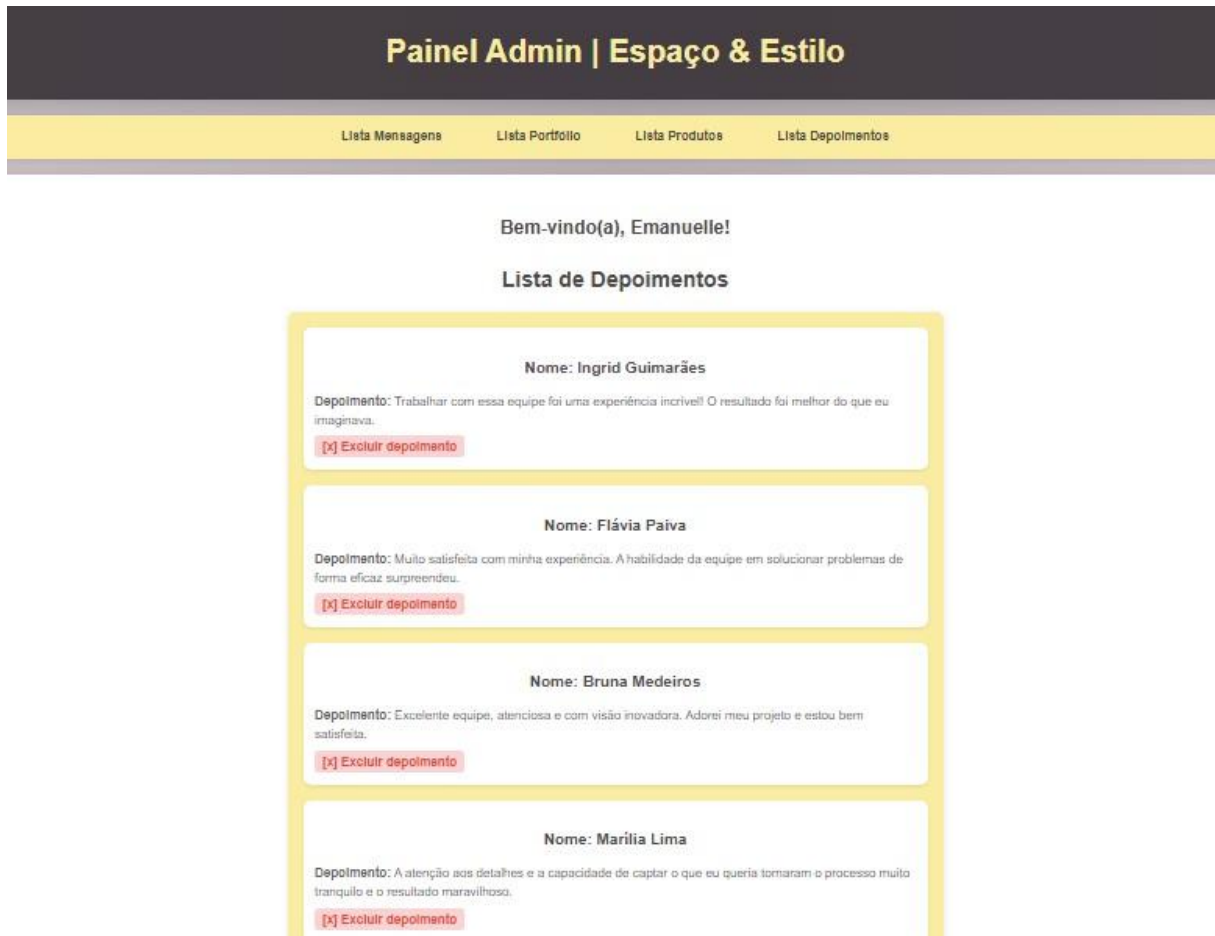 Painel Admin | Espaço & Estilo
Lista Mensagens Lista Portfólio Lista Produtos Lista Depoimentos
Bem-vindo(a), Emanuelle!
Lista de Depoimentos
Nome: Ingrid Guimarães
Depoimento: Trabalhar com essa equipe foi uma experiência incrível! O resultado foi melhor do que eu
imaginava.
[x] Excluir depoimento
Nome: Flávia Paiva
Depoimento: Muito satisfeita com minha experiência. A habilidade da equipe em solucionar problemas de
forma eficaz surpreendeu.
[x] Excluir depoimento
Nome: Bruna Medeiros
Depoimento: Excelente equipe, atenciosa e com visão inovadora. Adorei meu projeto e estou bem
satisfeita.
[x] Excluir depoimento
Nome: Marília Lima
Depoimento: A atenção aos detalhes e a capacidade de captar o que eu queria tornaram o processo muito
tranquilo e o resultado maravilhoso.
[x] Excluir depoimento